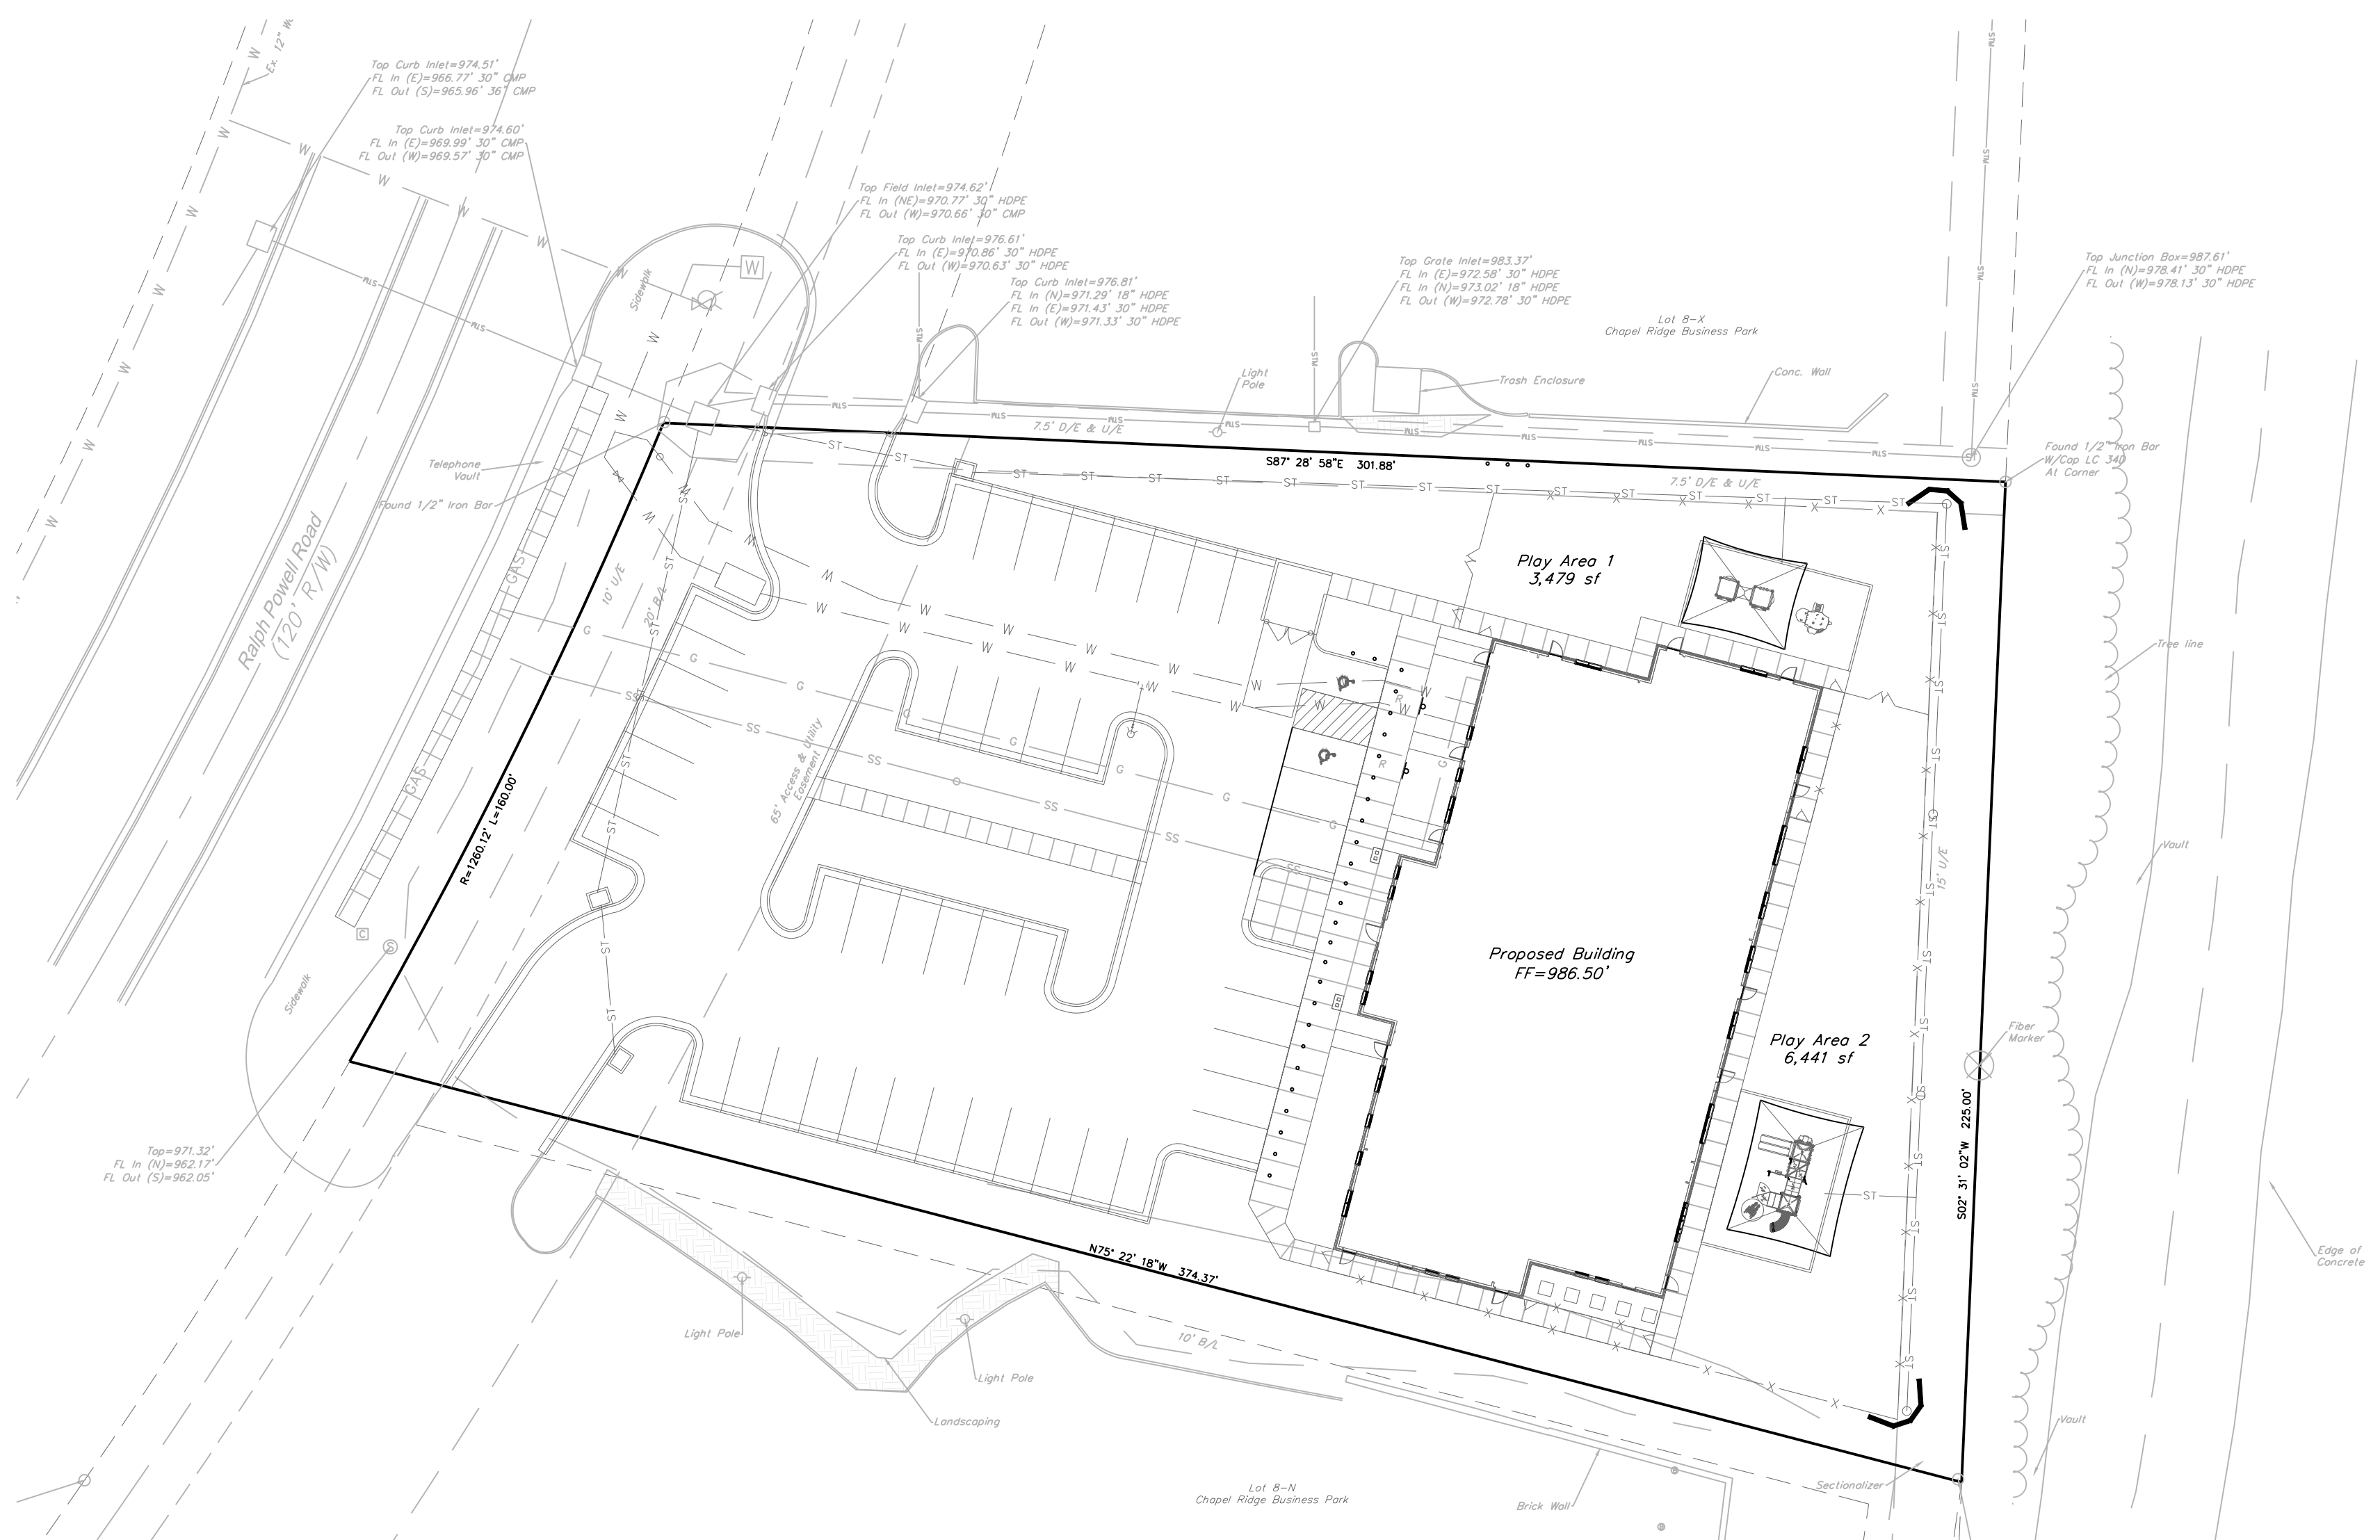 Ex. 12" W
Top Curb Inlet=974.51'
FL In (E)=966.77' 30" CMP
FL Out (S)=965.96' 36" CMP
Top Curb Inlet=974.60'
FL In (E)=969.99' 30" CMP
FL Out (W)=969.57' 30" CMP
Top Field Inlet=974.62'
FL In (NE)=970.77' 30" HDPE
FL Out (W)=970.66' 30" CMP
Top Curb Inlet=976.61'
FL In (E)=970.86' 30" HDPE
FL Out (W)=970.63' 30" HDPE
Top Curb Inlet=976.81'
FL In (N)=971.29' 18" HDPE
FL In (E)=971.43' 30" HDPE
FL Out (W)=971.33' 30" HDPE
Top Grate Inlet=983.37'
FL In (E)=972.58' 30" HDPE
FL In (N)=973.02' 18" HDPE
FL Out (W)=972.78' 30" HDPE
Top Junction Box=987.61'
FL In (N)=978.41' 30" HDPE
FL Out (W)=978.13' 30" HDPE
Lot 8-X
Chapel Ridge Business Park
Sidewalk
W
Light
Pole
Trash Enclosure
Conc. Wall
7.5' D/E & U/E
S87° 28' 58"E 301.88'
7.5' D/E & U/E
Found 1/2" Iron Bar
W/Cap LC 34D
At Corner
Telephone
Vault
Found 1/2" Iron Bar
Ralph Powell Road
(120' R/W)
GAS
10' U/E
20' B/L
Play Area 1
3,479 sf
Tree line
65' Access & Utility
Easement
GAS
R=1260.12' L=160.00'
Vault
15' U/E
C
S
Sidewalk
Proposed Building
FF=986.50'
Play Area 2
6,441 sf
Fiber
Marker
S02° 31' 02"W 225.00'
Top=971.32'
FL In (N)=962.17'
FL Out (S)=962.05'
N75° 22' 18"W 374.37'
Edge of
Concrete
Light Pole
10' B/L
Light Pole
Landscaping
Vault
Lot 8-N
Chapel Ridge Business Park
Brick Wall
Sectionalizer